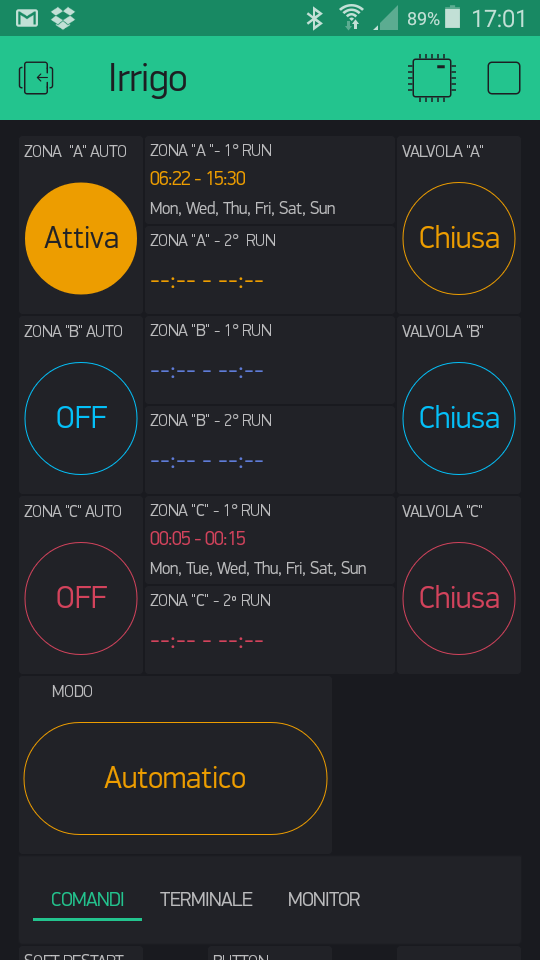 89% 17:01
Irrigo
ZONA "A" AUTO
Attiva
ZONA "A "- 1° RUN
06:22 - 15:30
Mon, Wed, Thu, Fri, Sat, Sun
ZONA "A" - 2° RUN
--:-- - --:--
VALVOLA "A"
Chiusa
ZONA "B" AUTO
OFF
ZONA "B" - 1° RUN
--:-- - --:--
ZONA "B" - 2° RUN
--:-- - --:--
VALVOLA "B"
Chiusa
ZONA "C" AUTO
OFF
ZONA "C" - 1° RUN
00:05 - 00:15
Mon, Tue, Wed, Thu, Fri, Sat, Sun
ZONA "C" - 2° RUN
--:-- - --:--
VALVOLA "C"
Chiusa
MODO
Automatico
COMANDI TERMINALE MONITOR
SOFT RESTART BUTTON